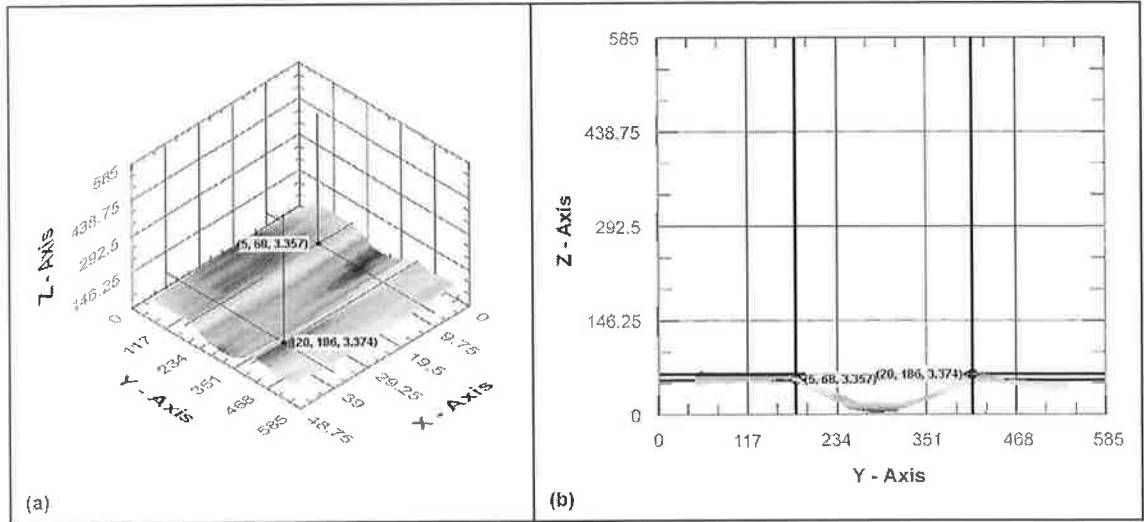 585
438.75
292.5
146.25
0
Z - Axis
(5, 68, 3.357)
(20, 186, 3.374)
117
234
351
468
585
Y - Axis
0
9.75
19.5
29.25
39
48.75
X - Axis
(a)
585
438.75
292.5
146.25
0
Z - Axis
(5, 68, 3.357)
(20, 186, 3.374)
0 117 234 351 468 585
Y - Axis
(b)